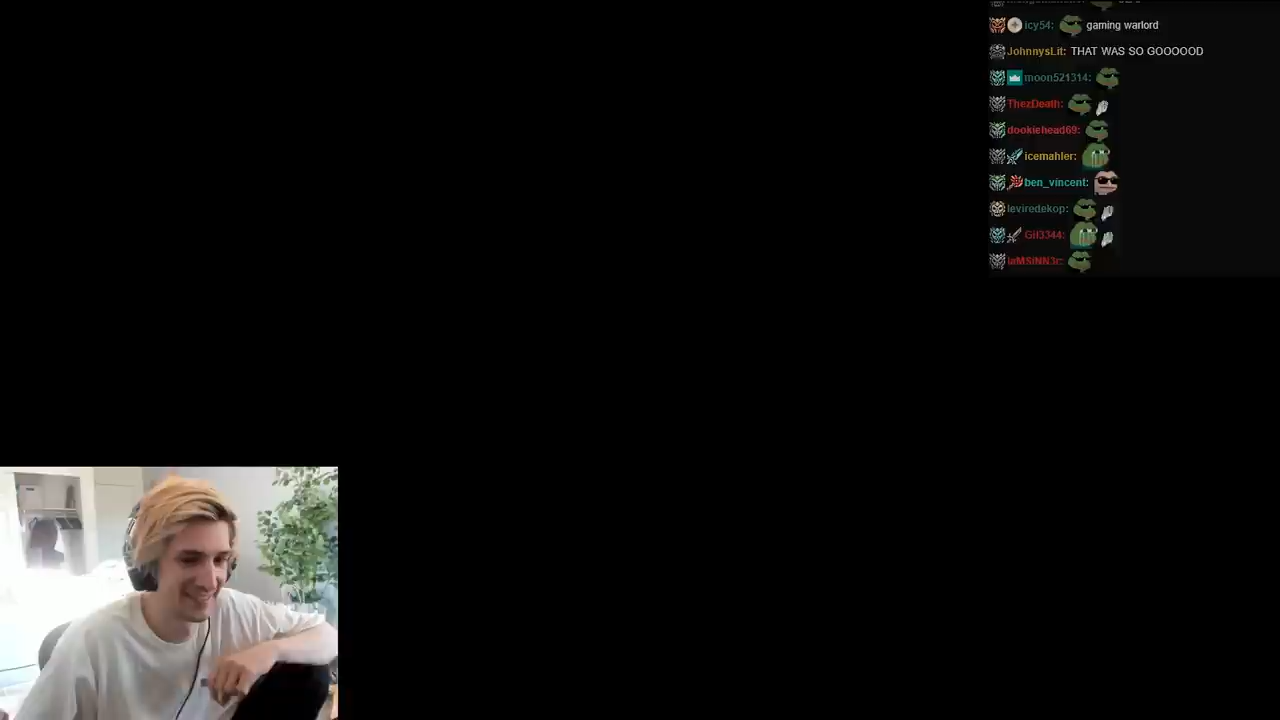 icy54: gaming warlord
JohnnysLit: THAT WAS SO GOOOOOD
moon521314:
ThezDeath:
dookiehead69:
icemahler:
ben_vincent:
leviredekop:
Gil3344:
IaMSiNN3r: